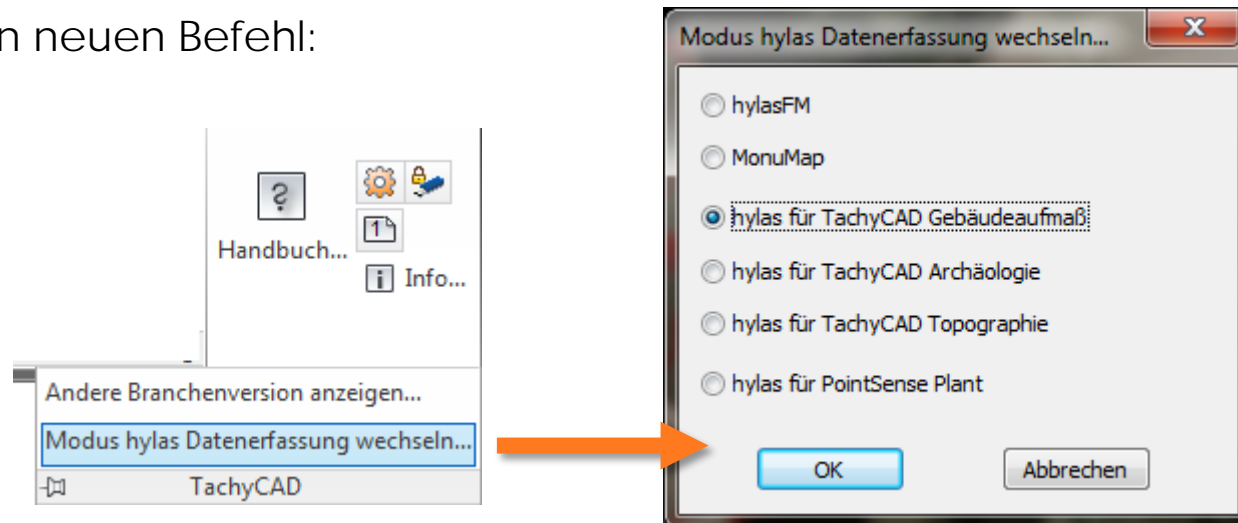 n neuen Befehl:
Handbuch...
1
Info...
Andere Branchenversion anzeigen...
Modus hylas Datenerfassung wechseln...
TachyCAD
Modus hylas Datenerfassung wechseln...
hylasFM
MonuMap
hylas für TachyCAD Gebäudeaufmaß
hylas für TachyCAD Archäologie
hylas für TachyCAD Topographie
hylas für PointSense Plant
OK Abbrechen